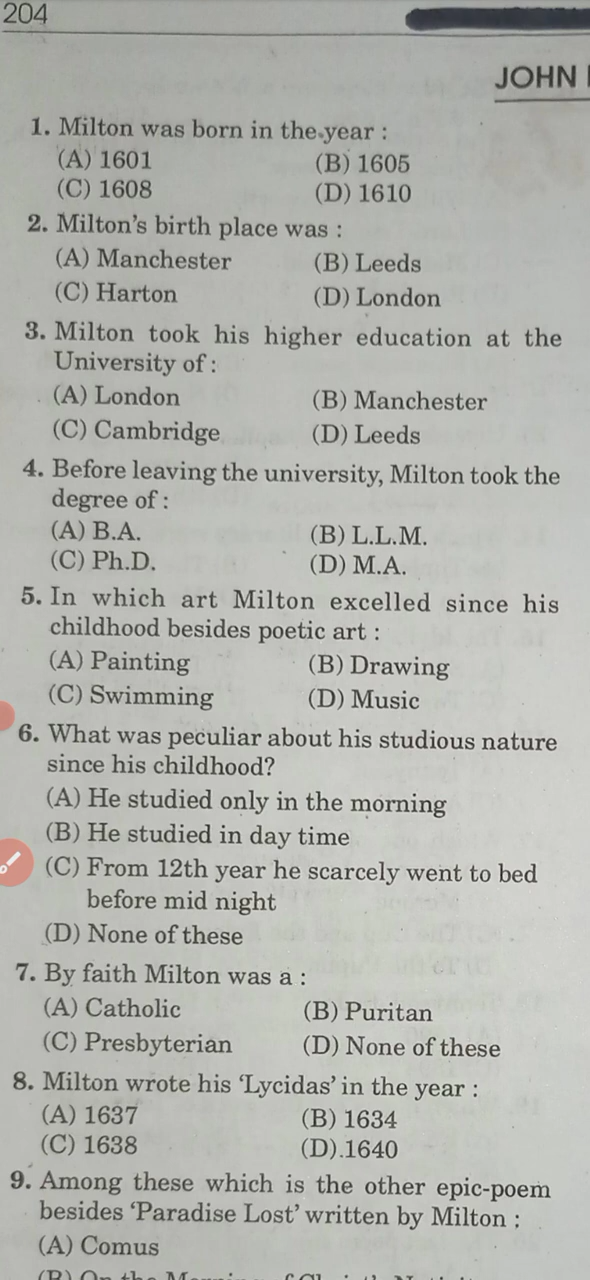 204
JOHN
1. Milton was born in the year :
(A) 1601 (B) 1605
(C) 1608 (D) 1610
2. Milton's birth place was :
(A) Manchester (B) Leeds
(C) Harton (D) London
3. Milton took his higher education at the
University of :
(A) London (B) Manchester
(C) Cambridge (D) Leeds
4. Before leaving the university, Milton took the
degree of :
(A) B.A. (B) L.L.M.
(C) Ph.D. (D) M.A.
5. In which art Milton excelled since his
childhood besides poetic art :
(A) Painting (B) Drawing
(C) Swimming (D) Music
6. What was peculiar about his studious nature
since his childhood?
(A) He studied only in the morning
(B) He studied in day time
(C) From 12th year he scarcely went to bed
before mid night
(D) None of these
7. By faith Milton was a :
(A) Catholic (B) Puritan
(C) Presbyterian (D) None of these
8. Milton wrote his 'Lycidas' in the year :
(A) 1637 (B) 1634
(C) 1638 (D) 1640
9. Among these which is the other epic-poem
besides 'Paradise Lost' written by Milton :
(A) Comus
(B) On the